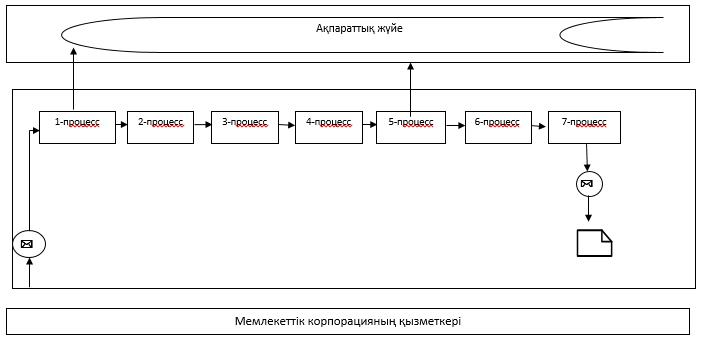 Ақпараттық жүйе
1-процесс
2-процесс
3-процесс
4-процесс
5-процесс
6-процесс
7-процесс
Мемлекеттік корпорацияның қызметкері